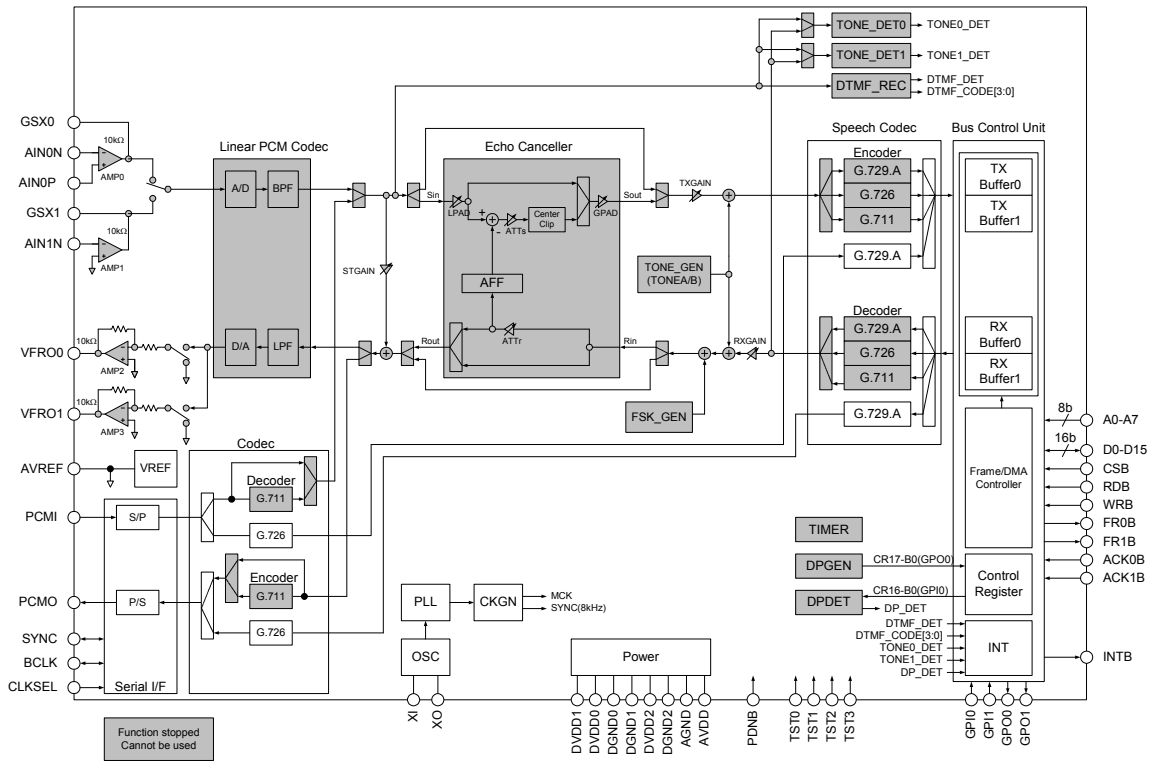 TONE_DET0
TONE0_DET
TONE_DET1
TONE1_DET
DTMF_REC
DTMF_DET
DTMF_CODE[3:0]
GSX0
AIN0N
AIN0P
GSX1
AIN1N
10kΩ
AMP0
10kΩ
AMP1
Linear PCM Codec
A/D
BPF
D/A
LPF
STGAIN
Echo Canceller
Sin
LPAD
+
-
ATTs
Center
Clip
GPAD
Sout
AFF
ATTr
Rout
Rin
TXGAIN
TONE_GEN
(TONEA/B)
RXGAIN
FSK_GEN
Speech Codec
Encoder
G.729.A
G.726
G.711
G.729.A
Decoder
G.729.A
G.726
G.711
G.729.A
Bus Control Unit
TX
Buffer0
TX
Buffer1
RX
Buffer0
RX
Buffer1
Frame/DMA
Controller
Control
Register
INT
VFRO0
10kΩ
AMP2
VFRO1
10kΩ
AMP3
AVREF
VREF
PCMI
S/P
PCMO
P/S
SYNC
BCLK
CLKSEL
Serial I/F
Codec
Decoder
G.711
G.726
Encoder
G.711
G.726
PLL
CKGN
MCK
SYNC(8kHz)
OSC
XI
XO
Power
DVDD1
DVDD0
DGND0
DGND1
DVDD2
DGND2
AGND
AVDD
PDNB
TST0
TST1
TST2
TST3
TIMER
DPGEN
CR17-B0(GPO0)
DPDET
CR16-B0(GPI0)
DP_DET
DTMF_DET
DTMF_CODE[3:0]
TONE0_DET
TONE1_DET
DP_DET
8b
A0-A7
16b
D0-D15
CSB
RDB
WRB
FR0B
FR1B
ACK0B
ACK1B
INTB
GPI0
GPI1
GPO0
GPO1
Function stopped
Cannot be used